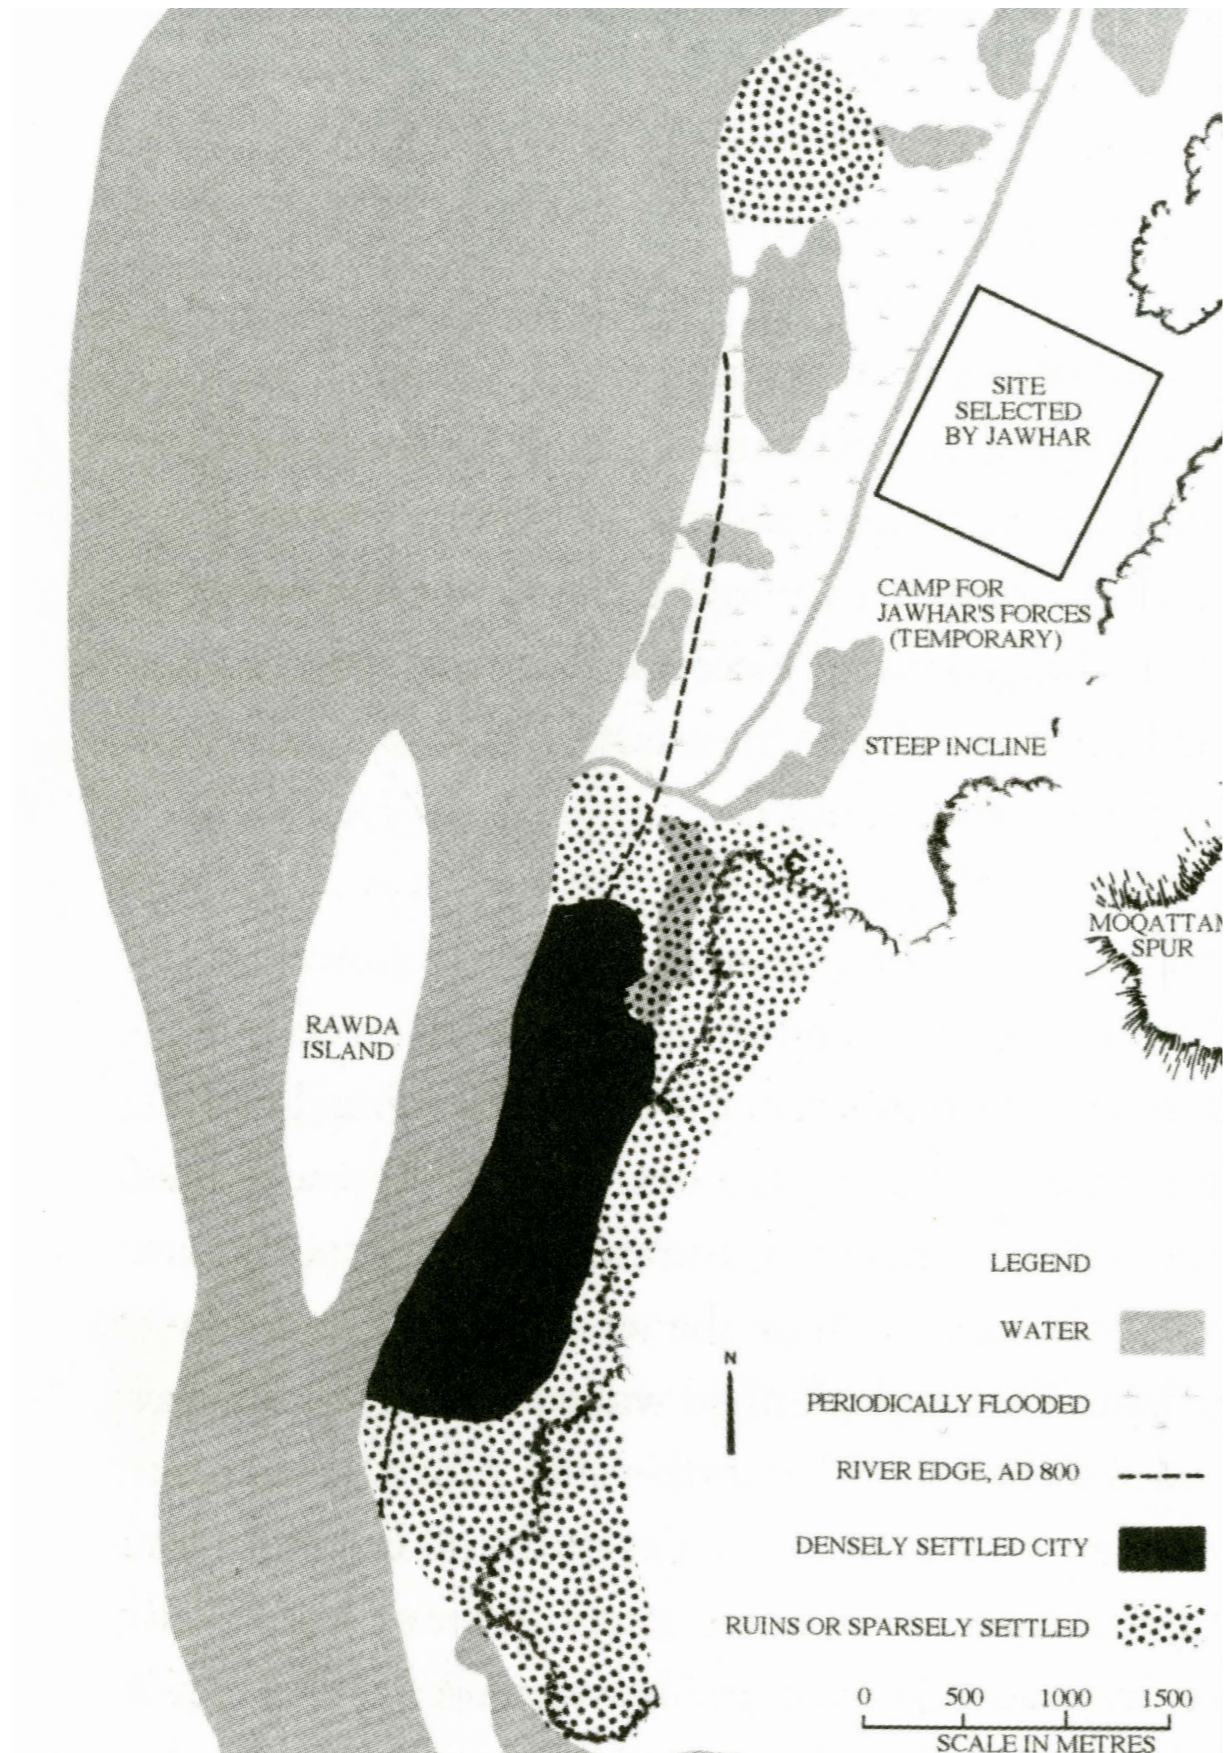 SITE
SELECTED
BY JAWHAR
CAMP FOR
JAWHAR'S FORCES
(TEMPORARY)
STEEP INCLINE
MOQATTAM
SPUR
RAWDA
ISLAND
LEGEND
WATER
N
PERIODICALLY FLOODED
RIVER EDGE, AD 800
DENSELY SETTLED CITY
RUINS OR SPARSELY SETTLED
0 500 1000 1500
SCALE IN METRES